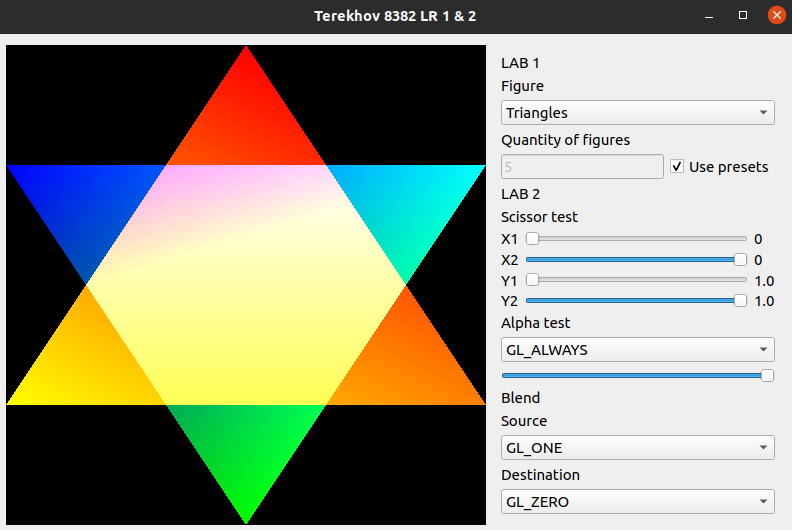 Terekhov 8382 LR 1 & 2
LAB 1
Figure
Triangles
Quantity of figures
5
Use presets
LAB 2
Scissor test
X1 0
X2 0
Y1 1.0
Y2 1.0
Alpha test
GL_ALWAYS
Blend
Source
GL_ONE
Destination
GL_ZERO